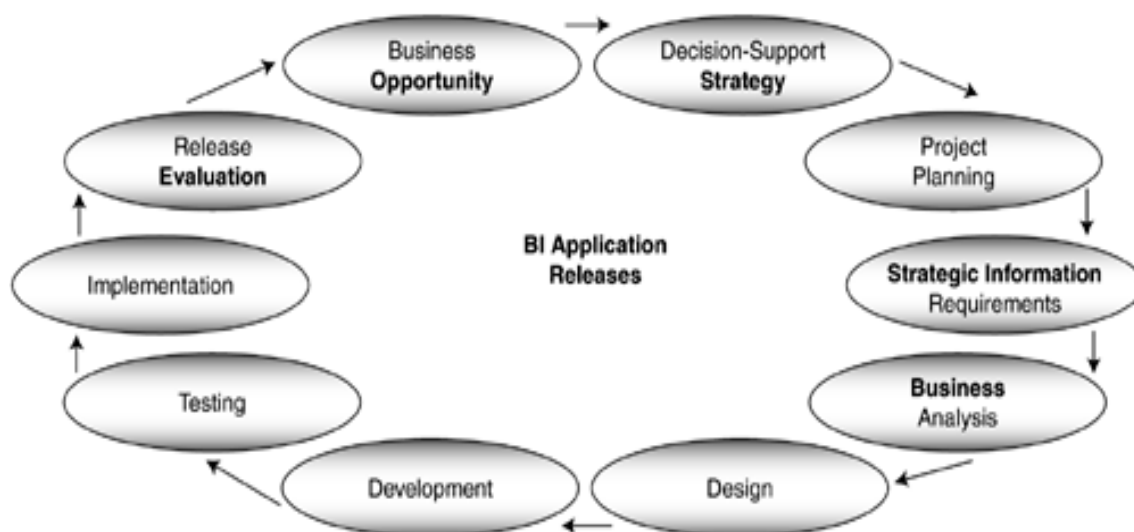 Business
Opportunity
Decision-Support
Strategy
Project
Planning
Strategic Information
Requirements
Business
Analysis
Design
Development
Testing
Implementation
Release
Evaluation
BI Application
Releases